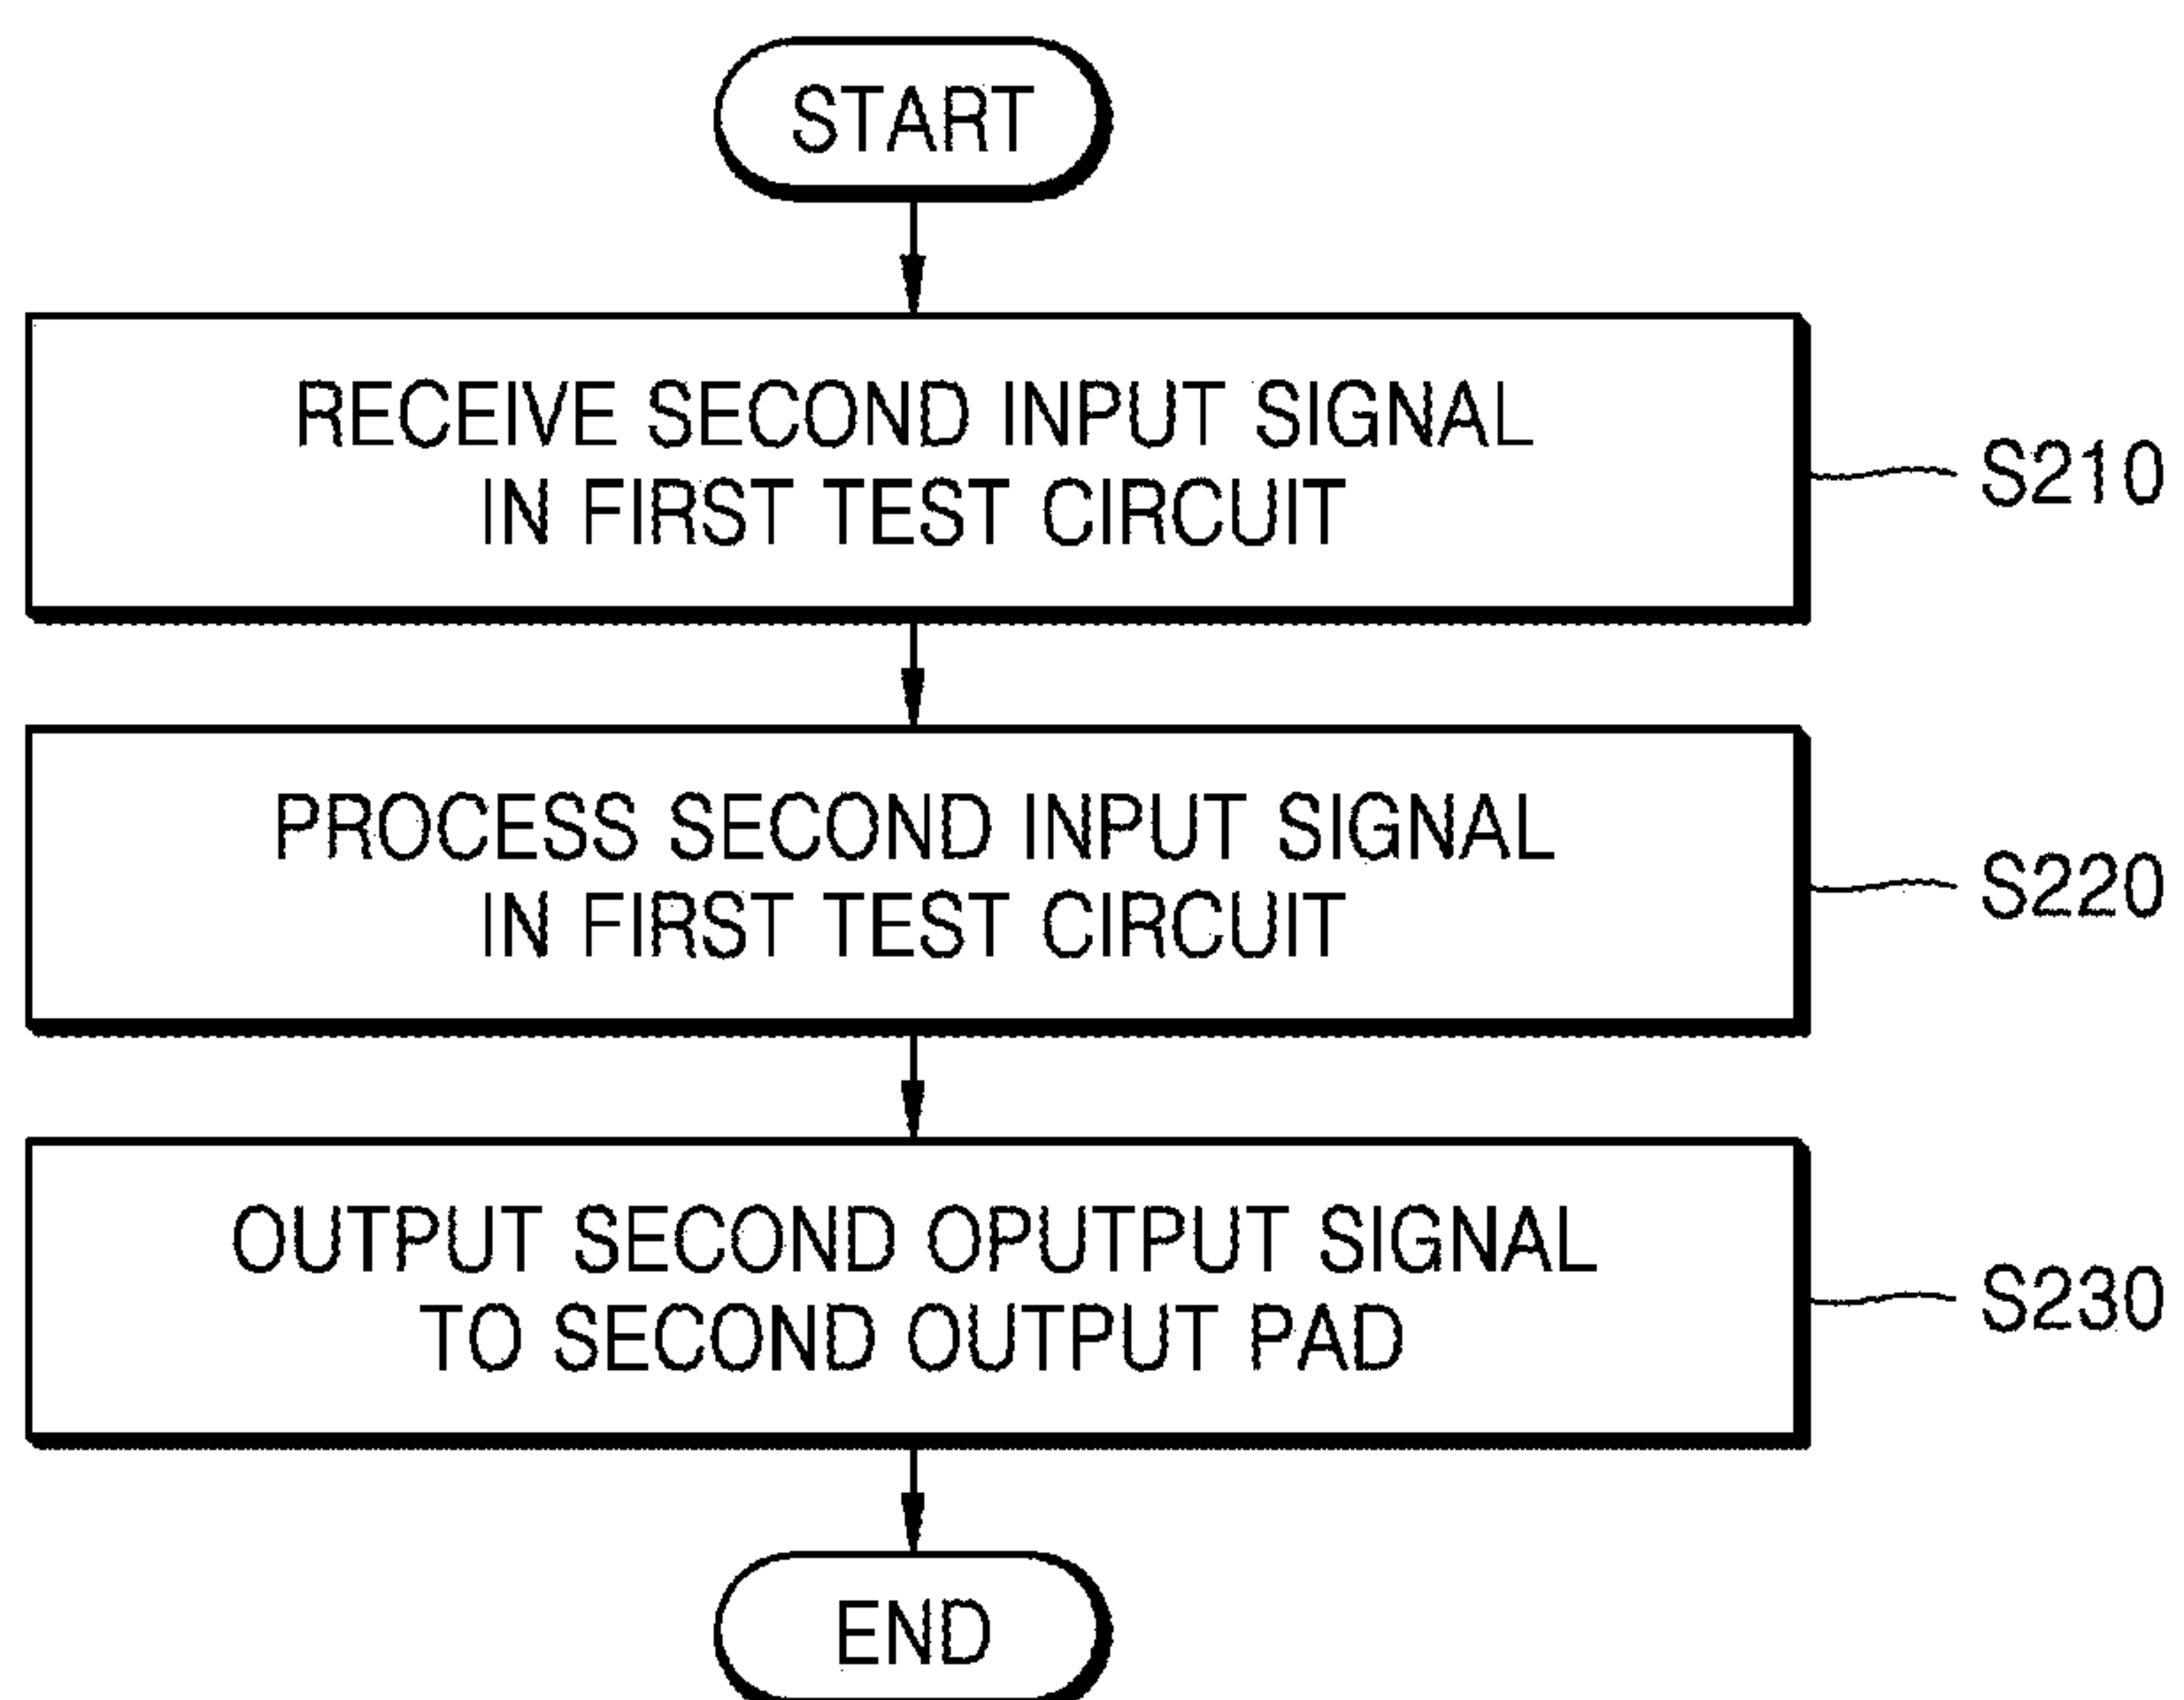 START
RECEIVE SECOND INPUT SIGNAL
IN FIRST TEST CIRCUIT
S210
PROCESS SECOND INPUT SIGNAL
IN FIRST TEST CIRCUIT
S220
OUTPUT SECOND OPUTPUT SIGNAL
TO SECOND OUTPUT PAD
S230
END